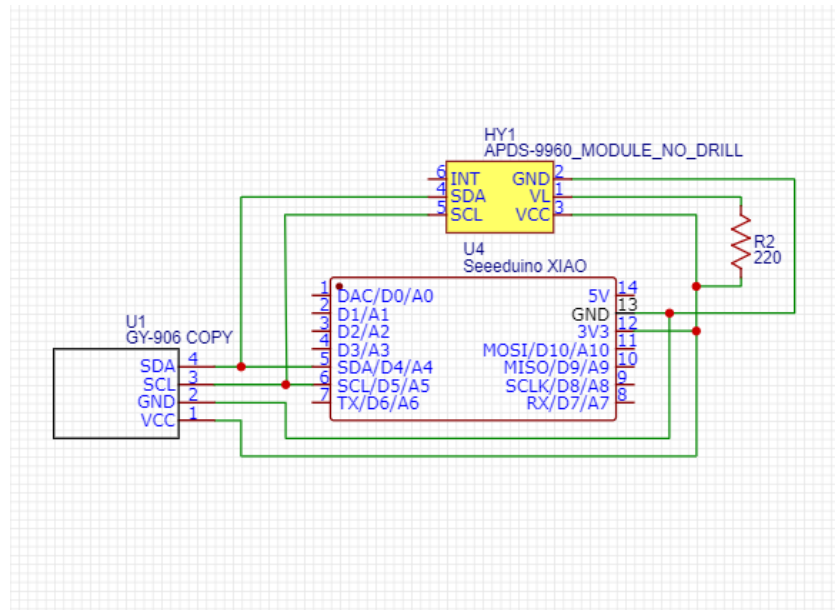 HY1
APDS-9960_MODULE_NO_DRILL
6 INT GND 2
4 SDA VL 1
5 SCL VCC 3
R2
220
U4
Seeeduino XIAO
1 DAC/D0/A0 5V 14
2 D1/A1 GND 13
3 D2/A2 3V3 12
4 D3/A3 MOSI/D10/A10 11
5 SDA/D4/A4 MISO/D9/A9 10
6 SCL/D5/A5 SCLK/D8/A8 9
7 TX/D6/A6 RX/D7/A7 8
U1
GY-906 COPY
SDA 4
SCL 3
GND 2
VCC 1